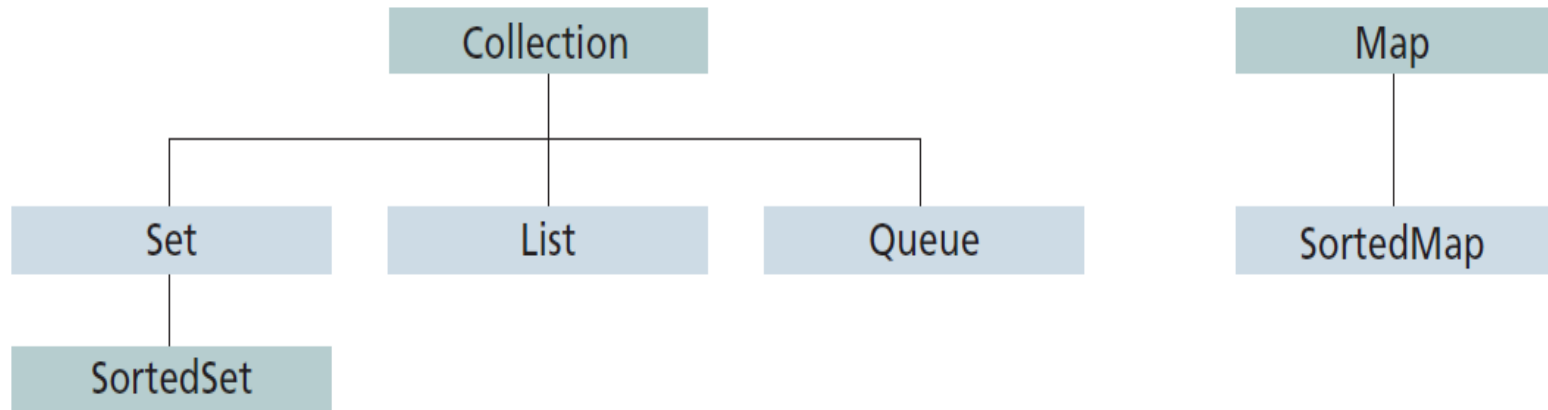 Collection
Map
Set
List
Queue
SortedMap
SortedSet